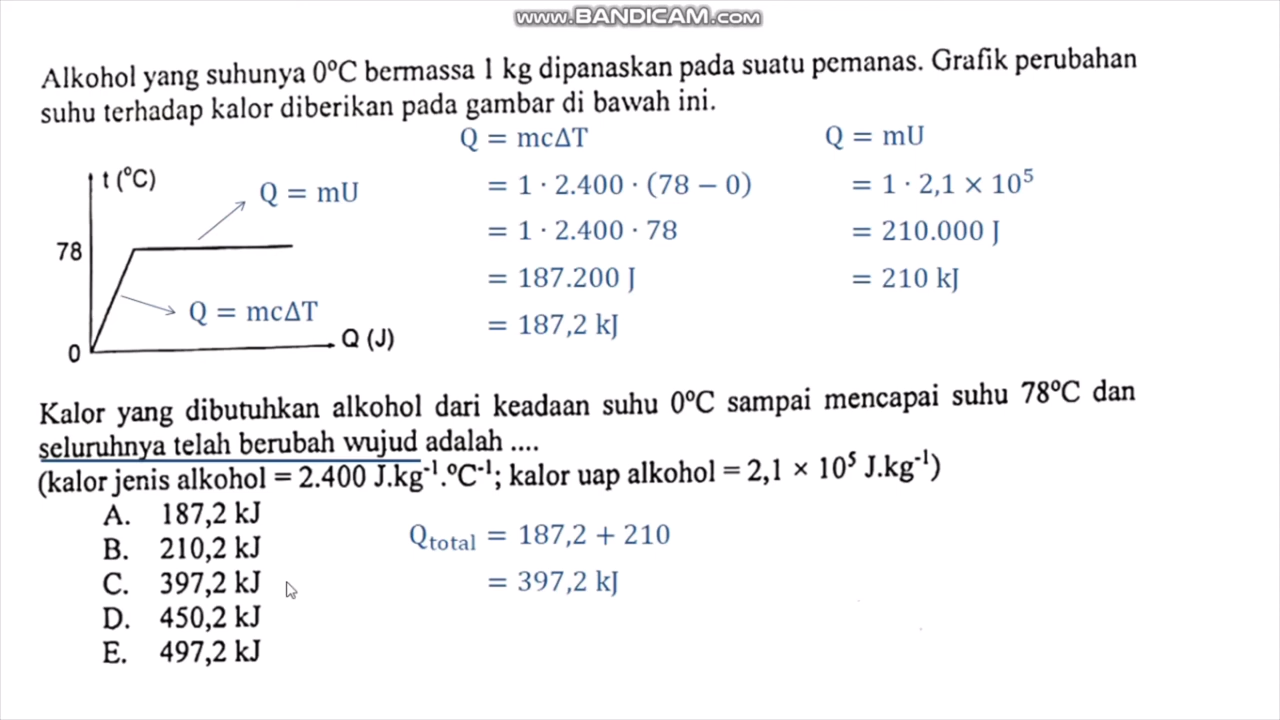 www.BANDICAM.com
Alkohol yang suhunya 0°C bermassa 1 kg dipanaskan pada suatu pemanas. Grafik perubahan
suhu terhadap kalor diberikan pada gambar di bawah ini.
t (°C)
78
0
Q (J)
Q = mU
Q = mcΔT
Q = mcΔT
= 1 · 2.400 · (78 − 0)
= 1 · 2.400 · 78
= 187.200 J
= 187,2 kJ
Q = mU
= 1 · 2,1 × 10⁵
= 210.000 J
= 210 kJ
Kalor yang dibutuhkan alkohol dari keadaan suhu 0°C sampai mencapai suhu 78°C dan
seluruhnya telah berubah wujud adalah ....
(kalor jenis alkohol = 2.400 J.kg⁻¹.°C⁻¹; kalor uap alkohol = 2,1 × 10⁵ J.kg⁻¹)
A. 187,2 kJ
B. 210,2 kJ
C. 397,2 kJ
D. 450,2 kJ
E. 497,2 kJ
Qtotal = 187,2 + 210
= 397,2 kJ